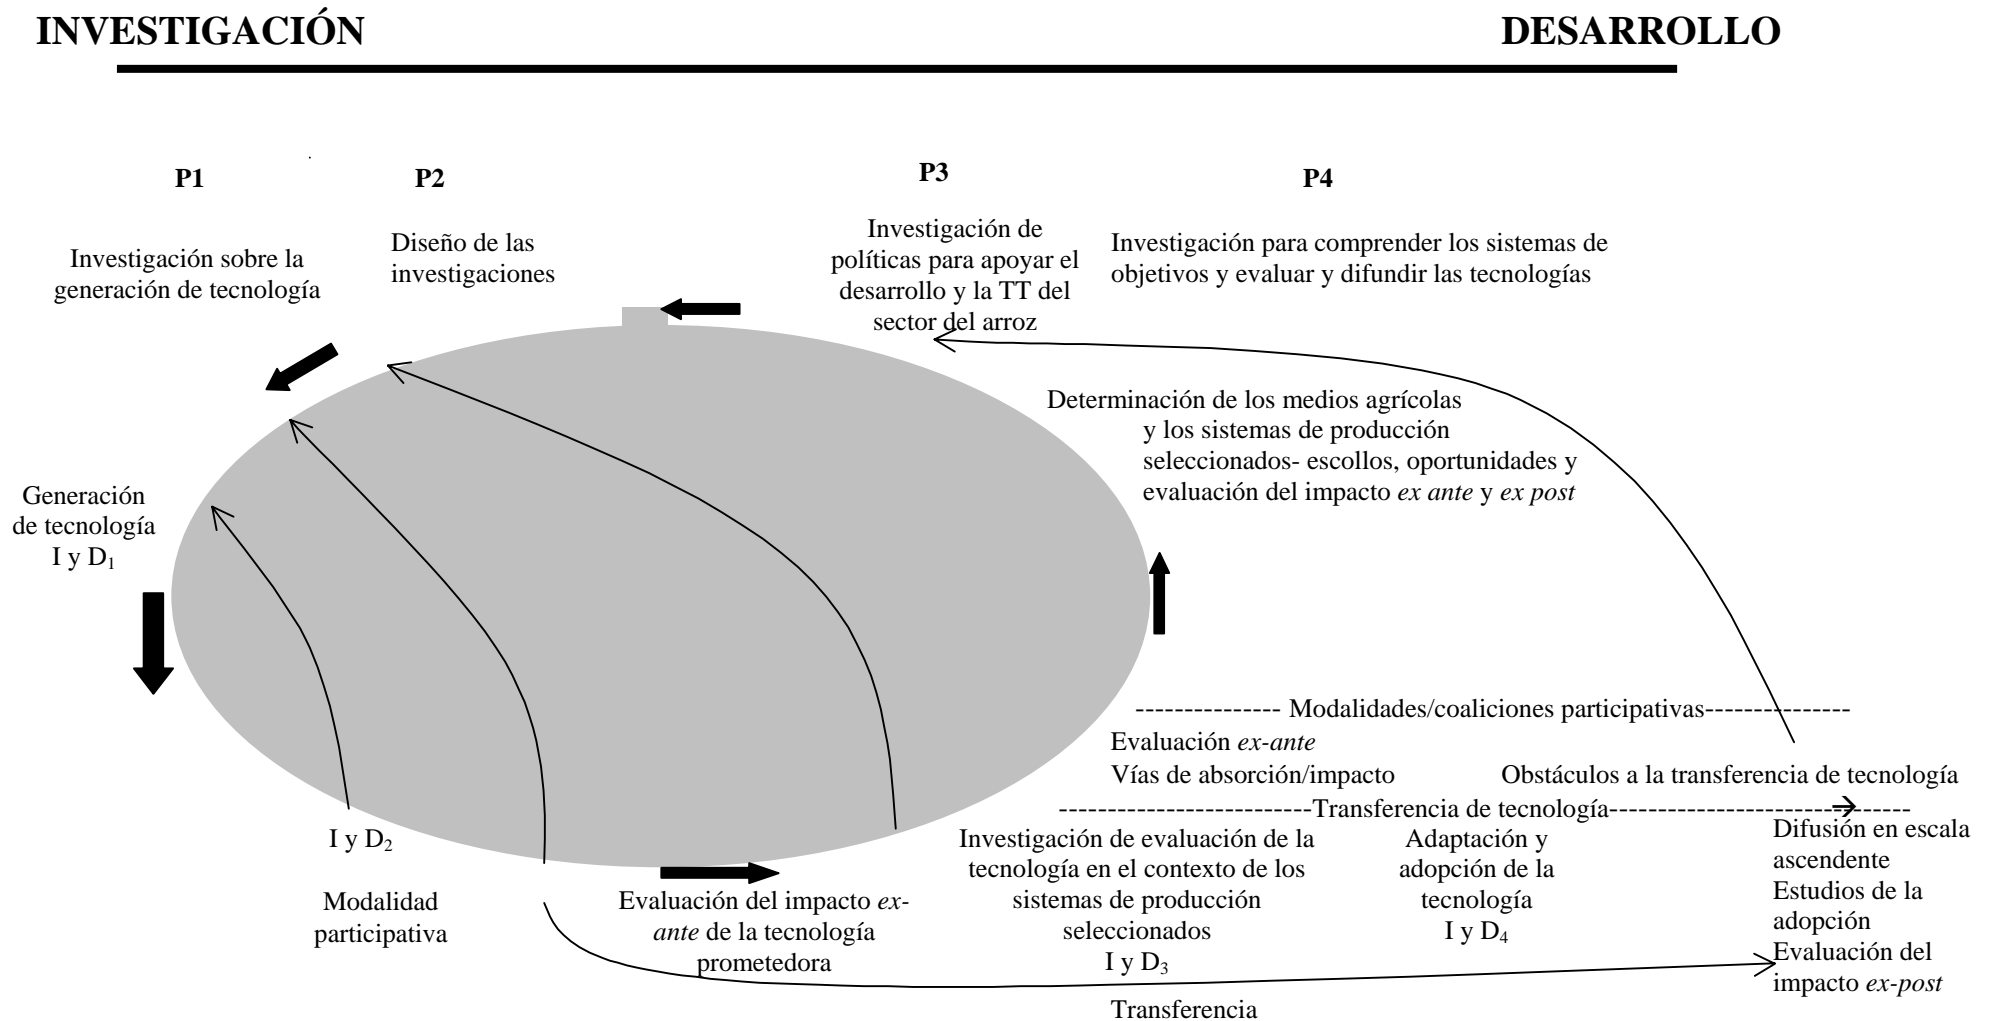 INVESTIGACIÓN
DESARROLLO
P1
P2
P3
P4
Investigación sobre la
generación de tecnología
Diseño de las
investigaciones
Investigación de
políticas para apoyar el
desarrollo y la TT del
sector del arroz
Investigación para comprender los sistemas de
objetivos y evaluar y difundir las tecnologías
Determinación de los medios agrícolas
y los sistemas de producción
seleccionados- escollos, oportunidades y
evaluación del impacto ex ante y ex post
Generación
de tecnología
I y D1
--------------- Modalidades/coaliciones participativas---------------
Evaluación ex-ante
Vías de absorción/impacto
Obstáculos a la transferencia de tecnología
--------------------------Transferencia de tecnología-----------------------→------
I y D2
Modalidad
participativa
Evaluación del impacto ex-
ante de la tecnología
prometedora
Investigación de evaluación de la
tecnología en el contexto de los
sistemas de producción
seleccionados
I y D3
Adaptación y
adopción de la
tecnología
I y D4
Difusión en escala
ascendente
Estudios de la
adopción
Evaluación del
impacto ex-post
Transferencia